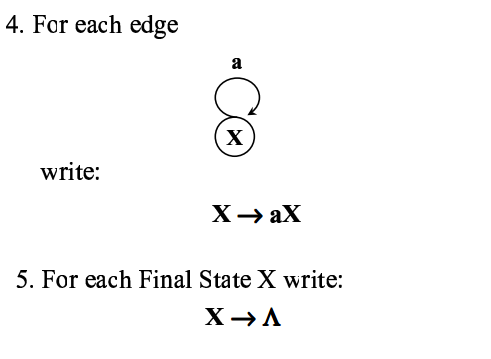 4. For each edge
a
X
write:
X → aX
5. For each Final State X write:
X → Λ